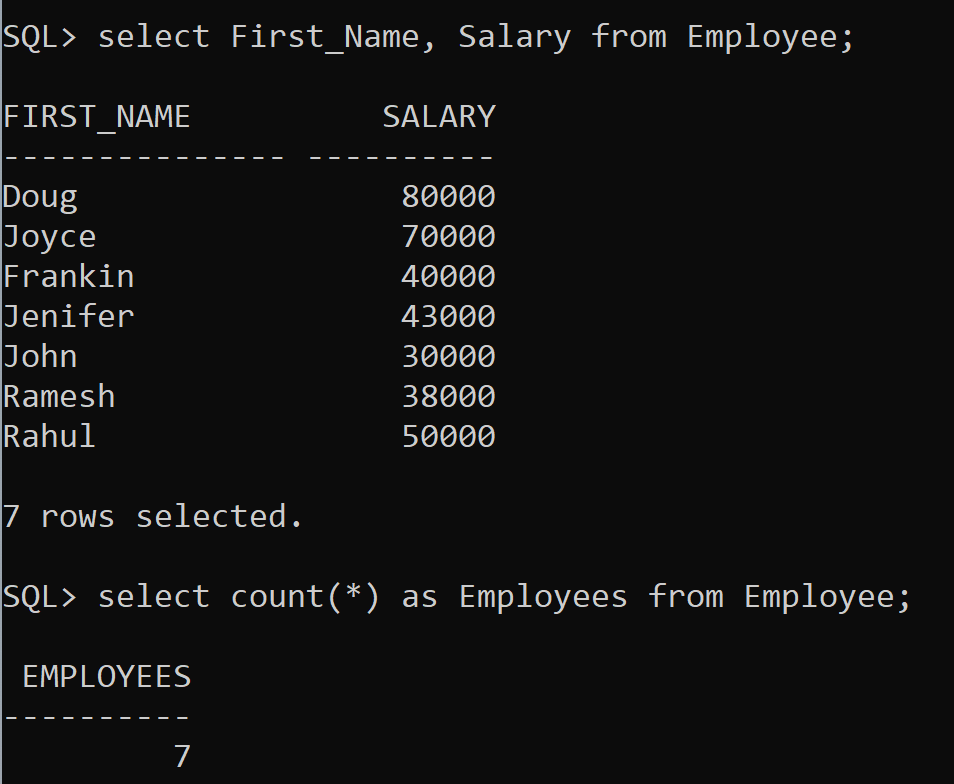 SQL> select First_Name, Salary from Employee;
FIRST_NAME          SALARY
--------------- ----------
Doug                 80000
Joyce                70000
Frankin              40000
Jenifer              43000
John                 30000
Ramesh               38000
Rahul                50000
7 rows selected.
SQL> select count(*) as Employees from Employee;
 EMPLOYEES
----------
         7